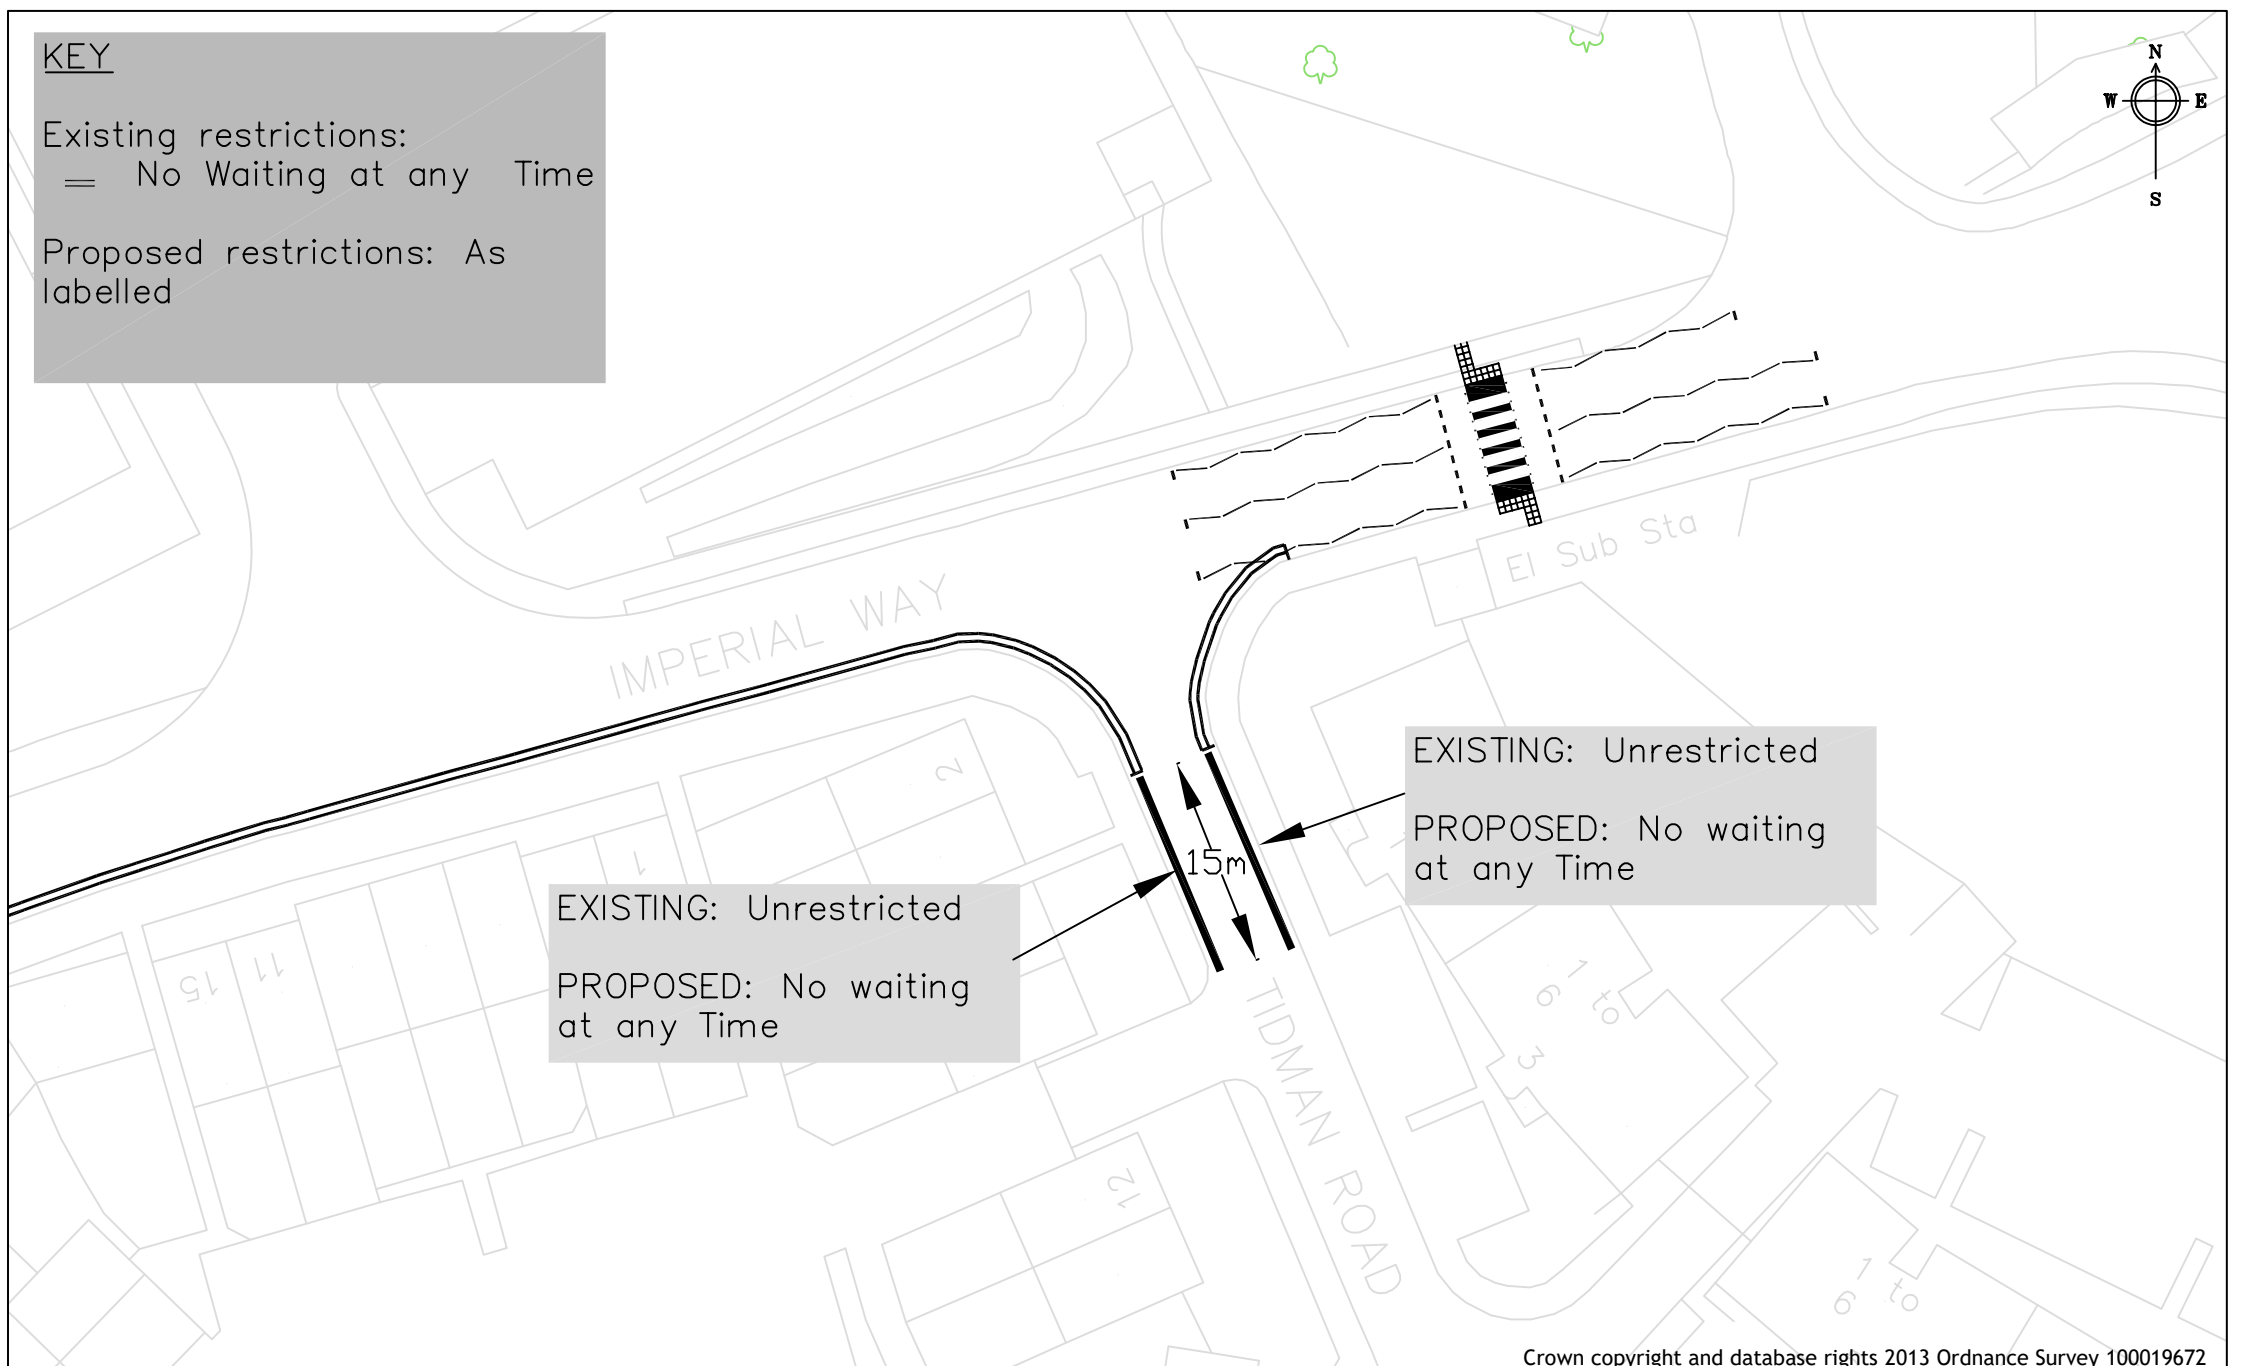 KEY
Existing restrictions:
No Waiting at any Time
Proposed restrictions: As
labelled
N
W E
S
El Sub Sta
IMPERIAL WAY
2
1
11
15
EXISTING: Unrestricted
PROPOSED: No waiting
at any Time
15m
EXISTING: Unrestricted
PROPOSED: No waiting
at any Time
1 to
6
3
TIDMAN ROAD
12
1 to
6
Crown copyright and database rights 2013 Ordnance Survey 100019672